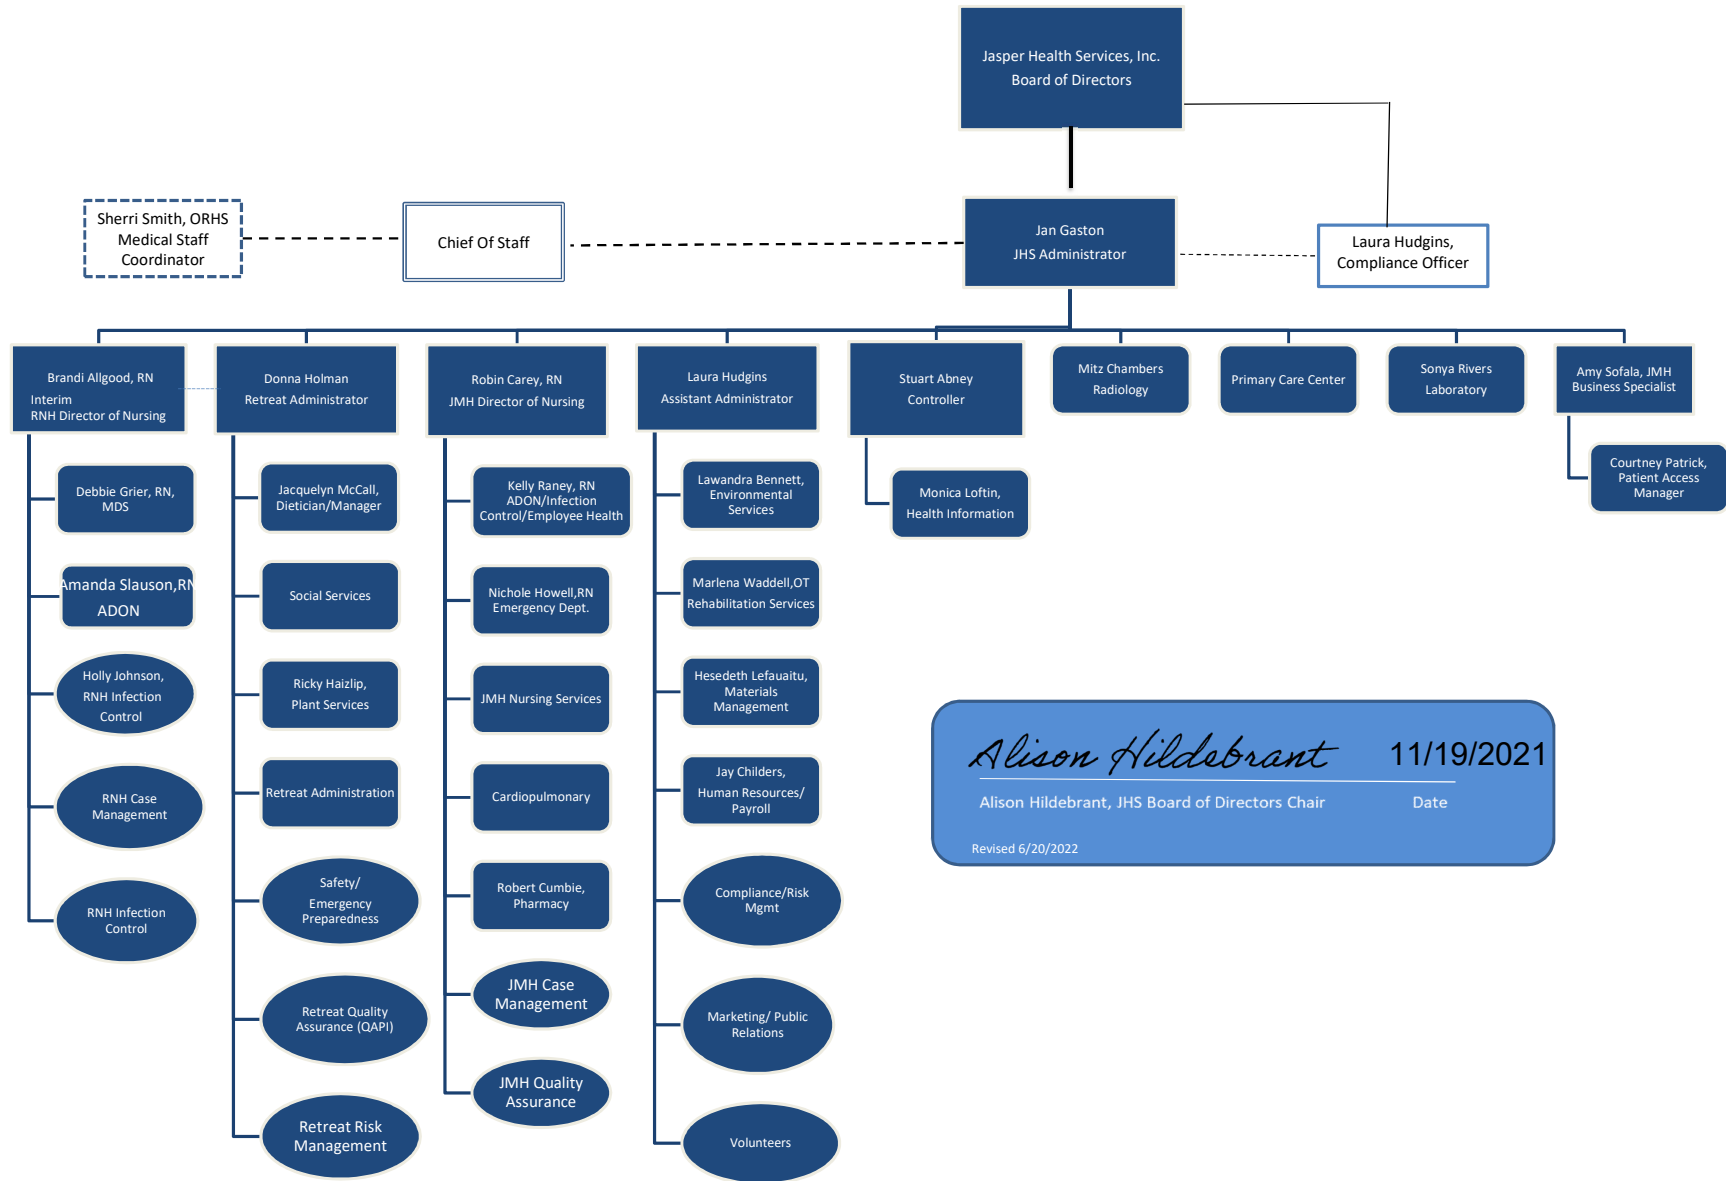 Jasper Health Services, Inc.
Board of Directors
Sherri Smith, ORHS
Medical Staff
Coordinator
Chief Of Staff
Jan Gaston
JHS Administrator
Laura Hudgins,
Compliance Officer
Brandi Allgood, RN
Interim
RNH Director of Nursing
Donna Holman
Retreat Administrator
Robin Carey, RN
JMH Director of Nursing
Laura Hudgins
Assistant Administrator
Stuart Abney
Controller
Mitz Chambers
Radiology
Primary Care Center
Sonya Rivers
Laboratory
Amy Sofala, JMH
Business Specialist
Debbie Grier, RN,
MDS
Amanda Slauson,RN
ADON
Holly Johnson,
RNH Infection
Control
RNH Case
Management
RNH Infection
Control
Jacquelyn McCall,
Dietician/Manager
Social Services
Ricky Haizlip,
Plant Services
Retreat Administration
Safety/
Emergency
Preparedness
Retreat Quality
Assurance (QAPI)
Retreat Risk
Management
Kelly Raney, RN
ADON/Infection
Control/Employee Health
Nichole Howell,RN
Emergency Dept.
JMH Nursing Services
Cardiopulmonary
Robert Cumbie,
Pharmacy
JMH Case
Management
JMH Quality
Assurance
Lawandra Bennett,
Environmental
Services
Marlena Waddell,OT
Rehabilitation Services
Hesedeth Lefauaitu,
Materials
Management
Jay Childers,
Human Resources/
Payroll
Compliance/Risk
Mgmt
Marketing/ Public
Relations
Volunteers
Monica Loftin,
Health Information
Courtney Patrick,
Patient Access
Manager
Alison Hildebrant 11/19/2021
Alison Hildebrant, JHS Board of Directors Chair Date
Revised 6/20/2022